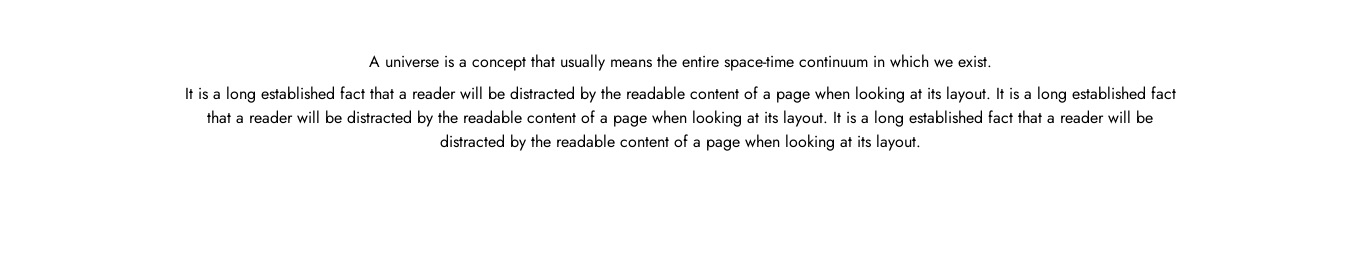 A universe is a concept that usually means the entire space-time continuum in which we exist.
It is a long established fact that a reader will be distracted by the readable content of a page when looking at its layout. It is a long established fact
that a reader will be distracted by the readable content of a page when looking at its layout. It is a long established fact that a reader will be
distracted by the readable content of a page when looking at its layout.